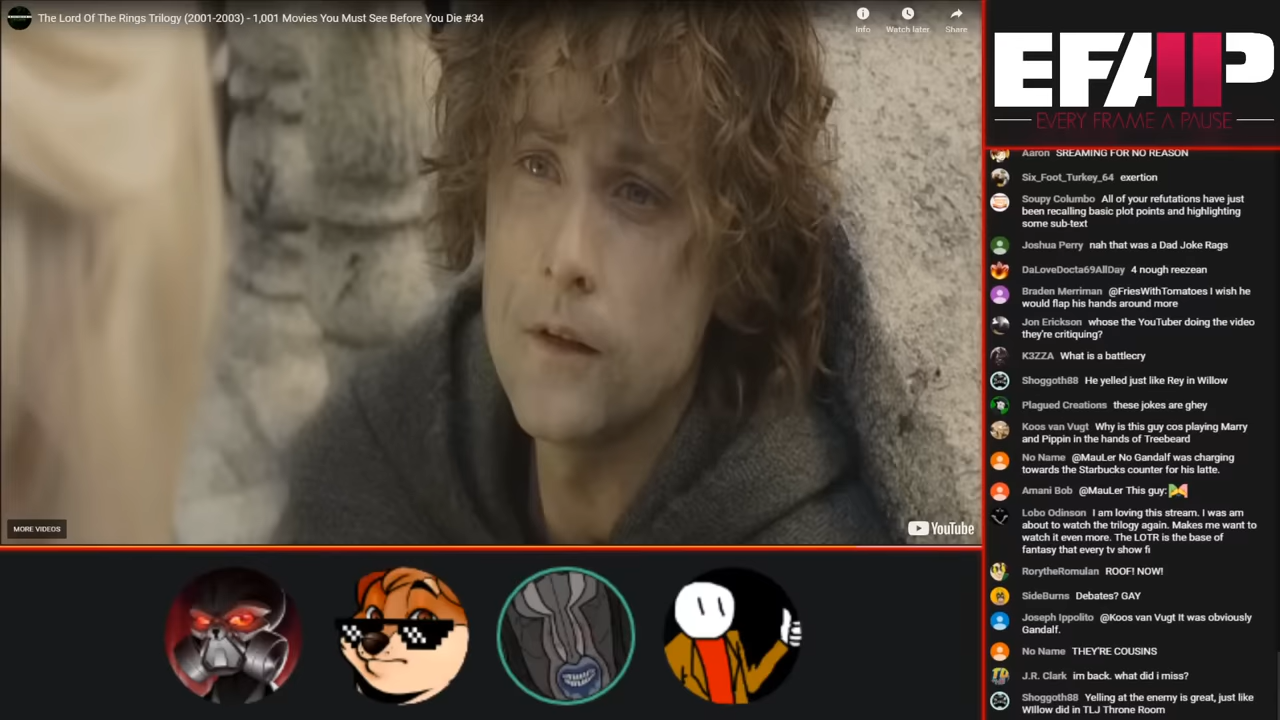 The Lord Of The Rings Trilogy (2001-2003) - 1,001 Movies You Must See Before You Die #34
Info
Watch later
Share
MORE VIDEOS
YouTube
EFAP
EVERY FRAME A PAUSE
Aaron SREAMING FOR NO REASON
Six_Foot_Turkey_64 exertion
Soupy Columbo All of your refutations have just
been recalling basic plot points and highlighting
some sub-text
Joshua Perry nah that was a Dad Joke Rags
DaLoveDocta69AllDay 4 nough reezean
Braden Merriman @FriesWithTomatoes I wish he
would flap his hands around more
Jon Erickson whose the YouTuber doing the video
they're critiquing?
K3ZZA What is a battlecry
Shoggoth88 He yelled just like Rey in Willow
Plagued Creations these jokes are ghey
Koos van Vugt Why is this guy cos playing Marry
and Pippin in the hands of Treebeard
No Name @MauLer No Gandalf was charging
towards the Starbucks counter for his latte.
Amani Bob @MauLer This guy:
Lobo Odinson I am loving this stream. I was am
about to watch the trilogy again. Makes me want to
watch it even more. The LOTR is the base of
fantasy that every tv show fi
RorytheRomulan ROOF! NOW!
SideBurns Debates? GAY
Joseph Ippolito @Koos van Vugt It was obviously
Gandalf.
No Name THEY'RE COUSINS
J.R. Clark im back. what did i miss?
Shoggoth88 Yelling at the enemy is great, just like
WIllow did in TLJ Throne Room